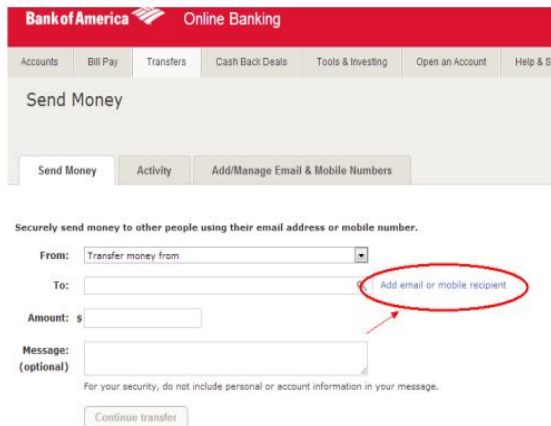 Bank of America Online Banking
Accounts Bill Pay Transfers Cash Back Deals Tools & Investing Open an Account Help & S
Send Money
Send Money Activity Add/Manage Email & Mobile Numbers
Securely send money to other people using their email address or mobile number.
From: Transfer money from
To: Add email or mobile recipient
Amount: $
Message:
(optional)
For your security, do not include personal or account information in your message.
Continue transfer